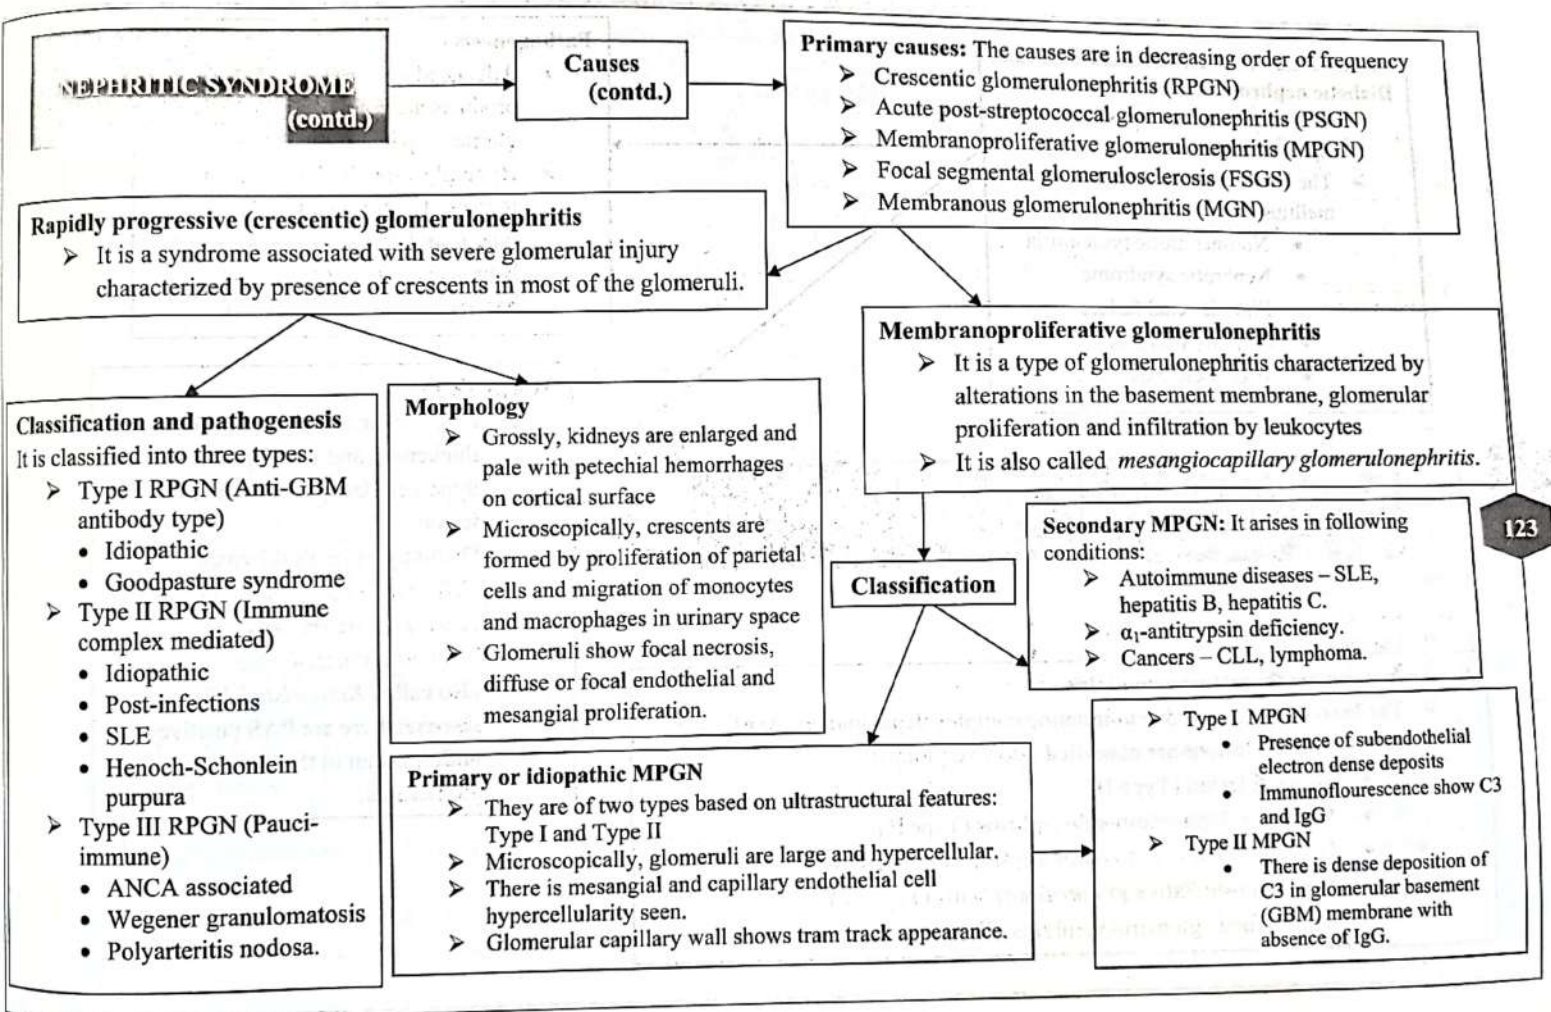 NEPHRITIC SYNDROME
(contd.)
Causes
(contd.)
Primary causes: The causes are in decreasing order of frequency
➢ Crescentic glomerulonephritis (RPGN)
➢ Acute post-streptococcal glomerulonephritis (PSGN)
➢ Membranoproliferative glomerulonephritis (MPGN)
➢ Focal segmental glomerulosclerosis (FSGS)
➢ Membranous glomerulonephritis (MGN)
Rapidly progressive (crescentic) glomerulonephritis
➢ It is a syndrome associated with severe glomerular injury
characterized by presence of crescents in most of the glomeruli.
Classification and pathogenesis
It is classified into three types:
➢ Type I RPGN (Anti-GBM
antibody type)
• Idiopathic
• Goodpasture syndrome
➢ Type II RPGN (Immune
complex mediated)
• Idiopathic
• Post-infections
• SLE
• Henoch-Schonlein
purpura
➢ Type III RPGN (Pauci-
immune)
• ANCA associated
• Wegener granulomatosis
• Polyarteritis nodosa.
Morphology
➢ Grossly, kidneys are enlarged and
pale with petechial hemorrhages
on cortical surface
➢ Microscopically, crescents are
formed by proliferation of parietal
cells and migration of monocytes
and macrophages in urinary space
➢ Glomeruli show focal necrosis,
diffuse or focal endothelial and
mesangial proliferation.
Membranoproliferative glomerulonephritis
➢ It is a type of glomerulonephritis characterized by
alterations in the basement membrane, glomerular
proliferation and infiltration by leukocytes
➢ It is also called mesangiocapillary glomerulonephritis.
Classification
Secondary MPGN: It arises in following
conditions:
➢ Autoimmune diseases – SLE,
hepatitis B, hepatitis C.
➢ α₁-antitrypsin deficiency.
➢ Cancers – CLL, lymphoma.
123
Primary or idiopathic MPGN
➢ They are of two types based on ultrastructural features:
Type I and Type II
➢ Microscopically, glomeruli are large and hypercellular.
➢ There is mesangial and capillary endothelial cell
hypercellularity seen.
➢ Glomerular capillary wall shows tram track appearance.
➢ Type I MPGN
• Presence of subendothelial
electron dense deposits
• Immunoflourescence show C3
and IgG
➢ Type II MPGN
• There is dense deposition of
C3 in glomerular basement
(GBM) membrane with
absence of IgG.